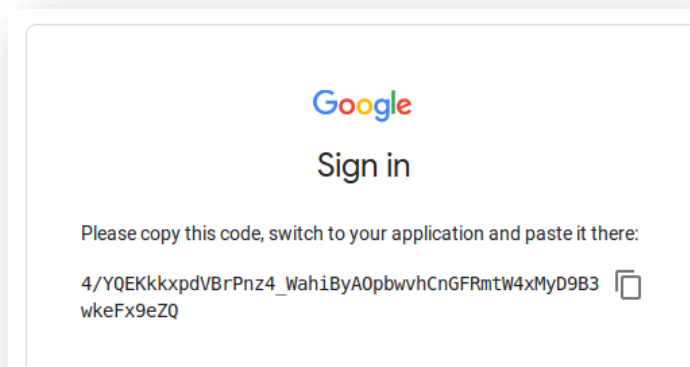 Google
Sign in
Please copy this code, switch to your application and paste it there:
4/YQEKkkxpdVBrPnz4_WahiByAOpbwvhCnGFRmtW4xMyD9B3
wkeFx9eZQ